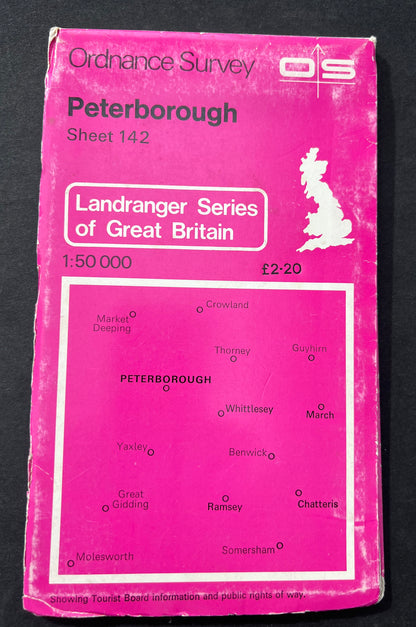 Ordnance Survey
OS
Peterborough
Sheet 142
Landranger Series
of Great Britain
1:50 000
£2·20
Crowland
Market
Deeping
Thorney
Guyhirn
PETERBOROUGH
Whittlesey
March
Yaxley
Benwick
Great
Gidding
Ramsey
Chatteris
Somersham
Molesworth
Showing Tourist Board information and public rights of way.